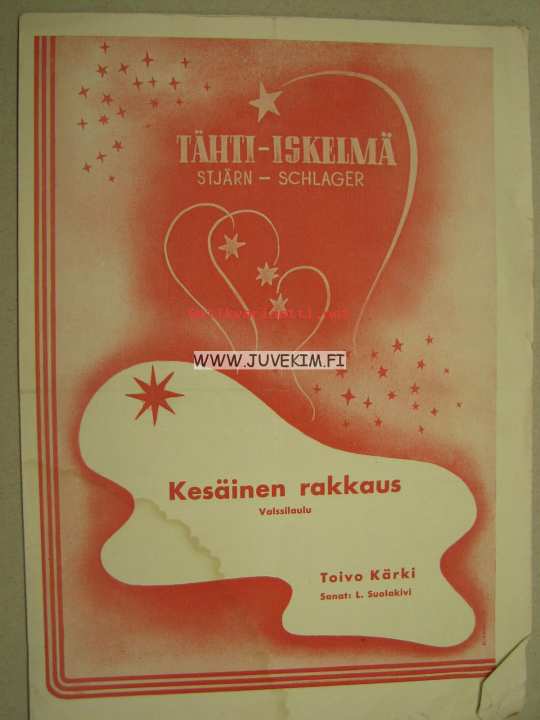 TÄHTI-ISKELMÄ
STJÄRN – SCHLAGER
WWW.JUVEKIM.FI
Kesäinen rakkaus
Valssilaulu
Toivo Kärki
Sanat: L. Suolakivi